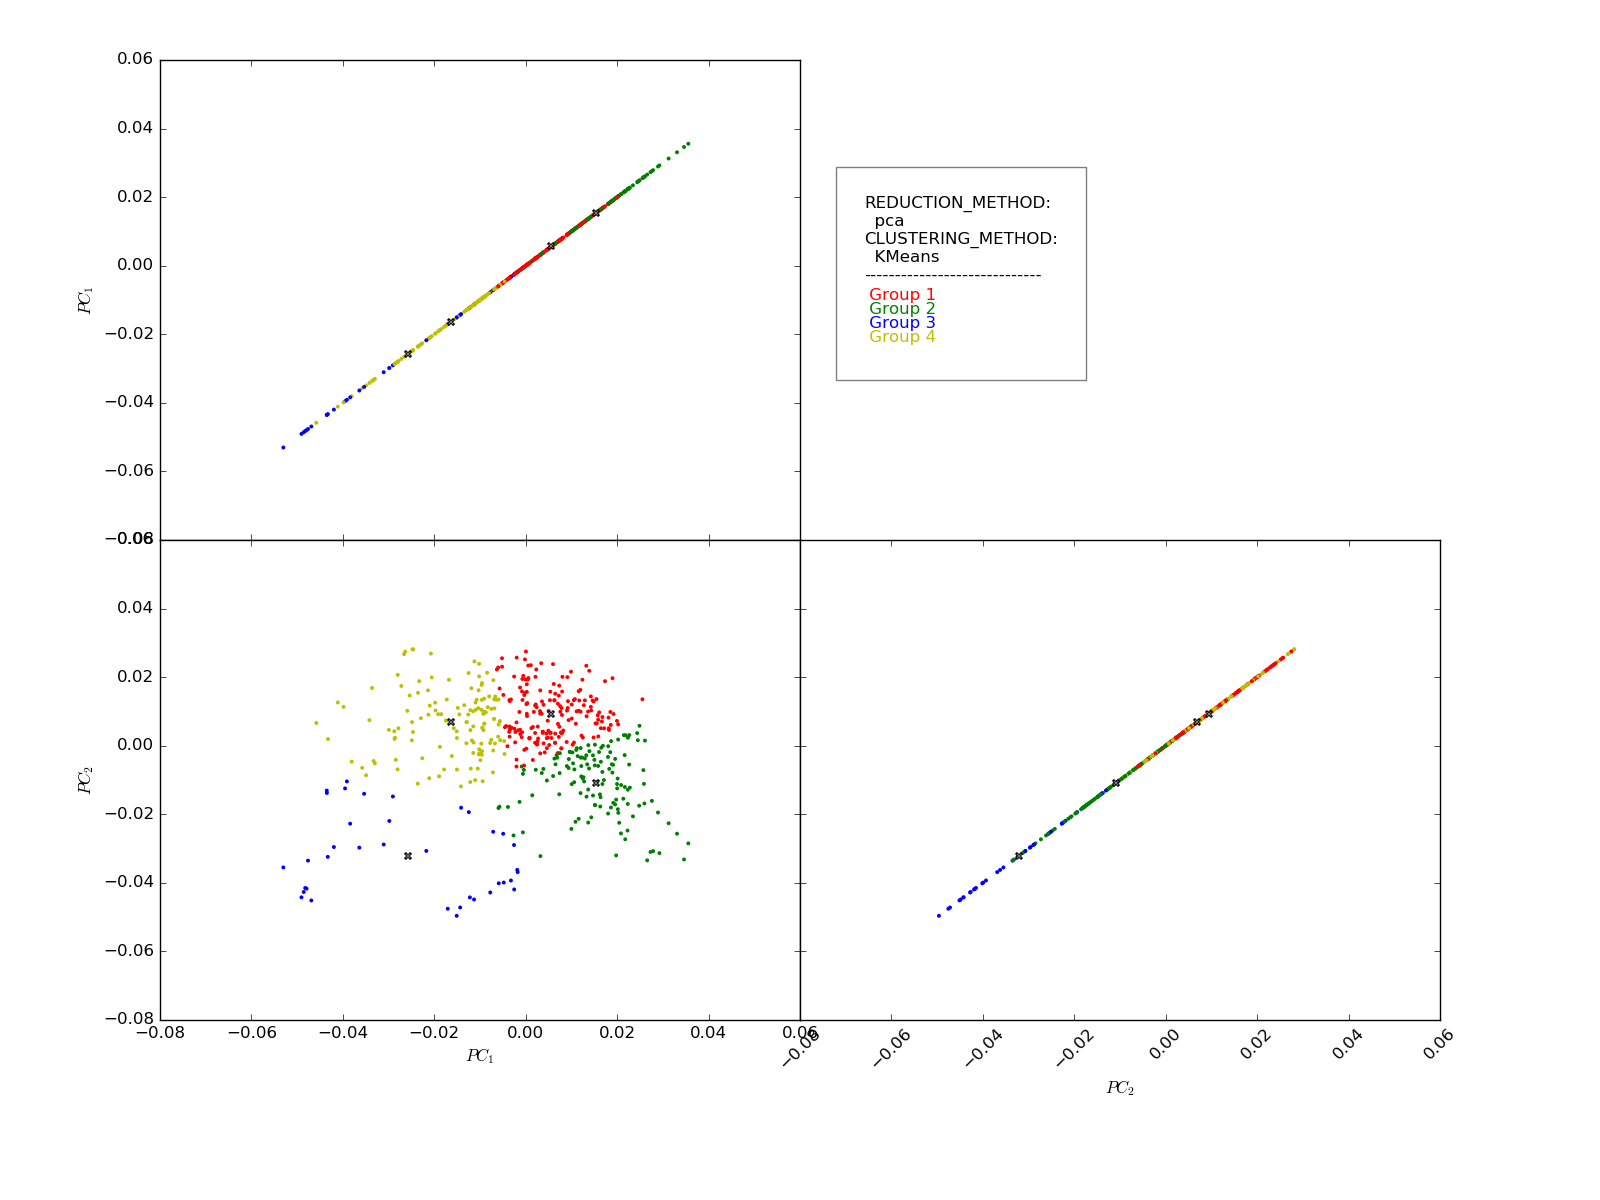 0.06
0.04
0.02
0.00
−0.02
−0.04
−0.06
−0.08
PC1
REDUCTION_METHOD:
pca
CLUSTERING_METHOD:
KMeans
------------------------------
Group 1
Group 2
Group 3
Group 4
0.06
0.04
0.02
0.00
−0.02
−0.04
−0.06
−0.08
PC2
−0.08 −0.06 −0.04 −0.02 0.00 0.02 0.04 0.06
PC1
−0.08 −0.06 −0.04 −0.02 0.00 0.02 0.04 0.06
PC2